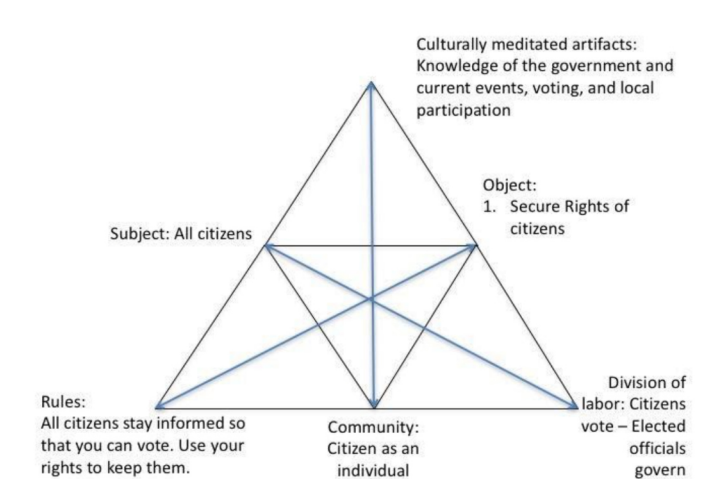 Culturally meditated artifacts:
Knowledge of the government and
current events, voting, and local
participation
Object:
1. Secure Rights of
citizens
Subject: All citizens
Rules:
All citizens stay informed so
that you can vote. Use your
rights to keep them.
Community:
Citizen as an
individual
Division of
labor: Citizens
vote – Elected
officials
govern